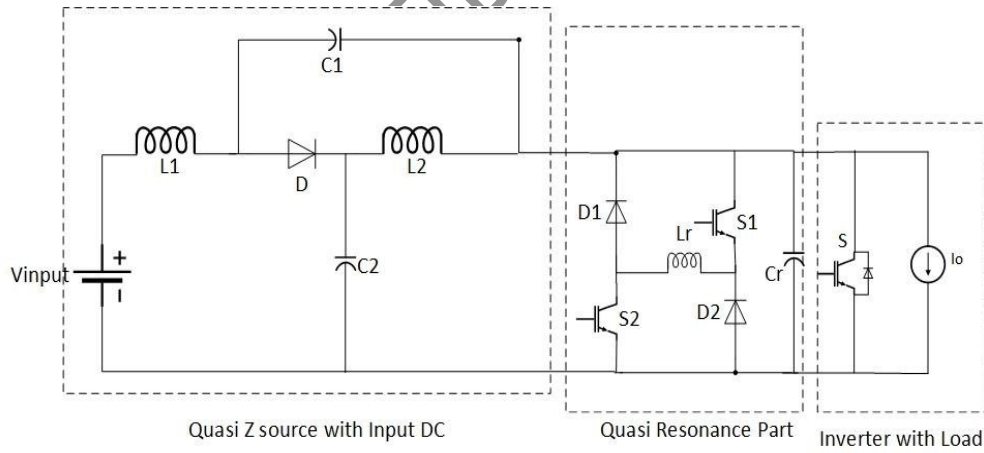 C1
L1
D
L2
Vinput
+
C2
D1
S1
Lr
Cr
S
Io
S2
D2
Quasi Z source with Input DC
Quasi Resonance Part
Inverter with Load